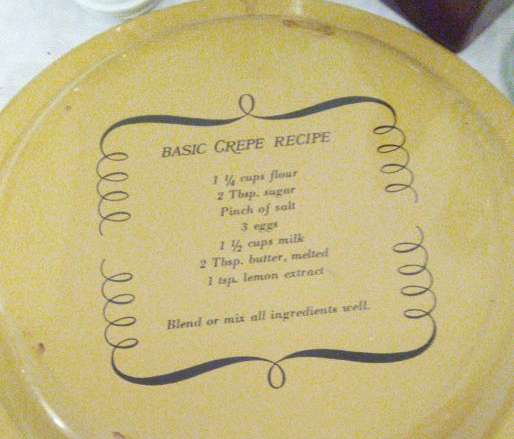 BASIC CREPE RECIPE
1 ¼ cups flour
2 Tbsp. sugar
Pinch of salt
3 eggs
1 ½ cups milk
2 Tbsp. butter, melted
1 tsp. lemon extract
Blend or mix all ingredients well.